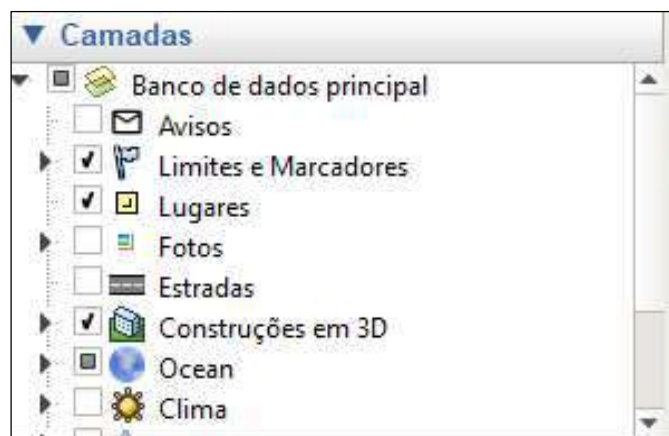 Camadas
Banco de dados principal
Avisos
Limites e Marcadores
Lugares
Fotos
Estradas
Construções em 3D
Ocean
Clima